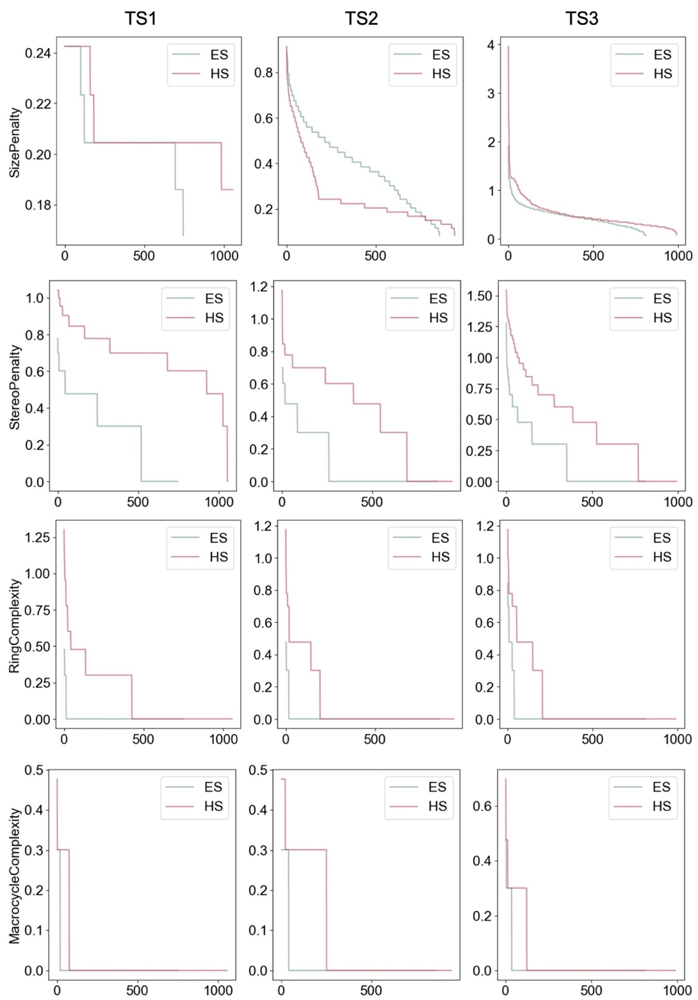 TS1 TS2 TS3
SizePenalty
0.24
0.22
0.20
0.18
0 500 1000
ES
HS
0.8
0.6
0.4
0.2
0 500
ES
HS
4
3
2
1
0
0 500 1000
ES
HS
StereoPenalty
1.0
0.8
0.6
0.4
0.2
0.0
0 500 1000
ES
HS
1.2
1.0
0.8
0.6
0.4
0.2
0.0
0 500
ES
HS
1.50
1.25
1.00
0.75
0.50
0.25
0.00
0 500 1000
ES
HS
RingComplexity
1.25
1.00
0.75
0.50
0.25
0.00
0 500 1000
ES
HS
1.2
1.0
0.8
0.6
0.4
0.2
0.0
0 500
ES
HS
1.2
1.0
0.8
0.6
0.4
0.2
0.0
0 500 1000
ES
HS
MacrocycleComplexity
0.5
0.4
0.3
0.2
0.1
0.0
0 500 1000
ES
HS
0.5
0.4
0.3
0.2
0.1
0.0
0 500
ES
HS
0.6
0.4
0.2
0.0
0 500 1000
ES
HS